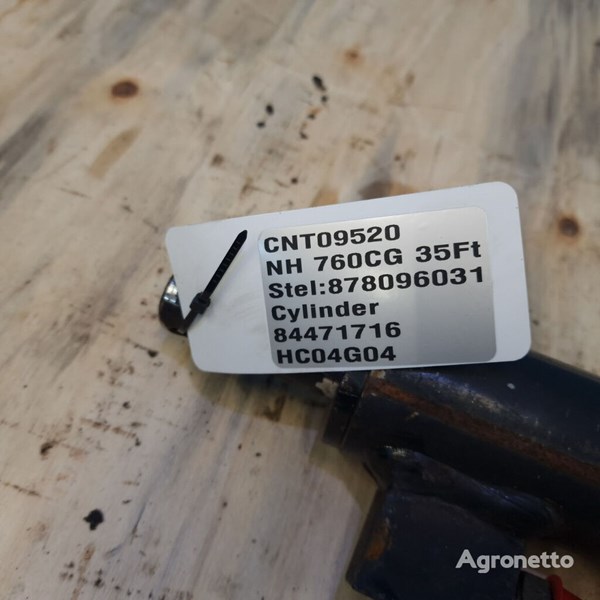 CNT09520
NH 760CG 35Ft
Stel:878096031
Cylinder
84471716
HC04G04
Agronetto